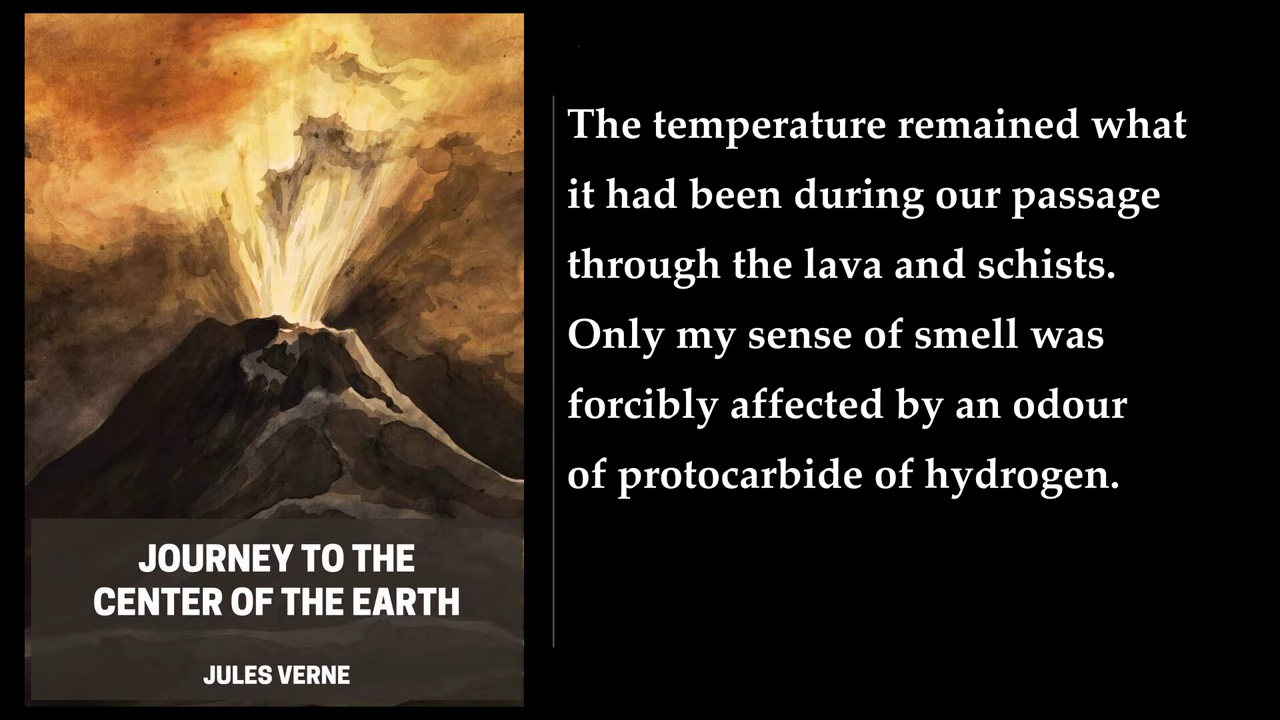 JOURNEY TO THE
CENTER OF THE EARTH
JULES VERNE
The temperature remained what
it had been during our passage
through the lava and schists.
Only my sense of smell was
forcibly affected by an odour
of protocarbide of hydrogen.